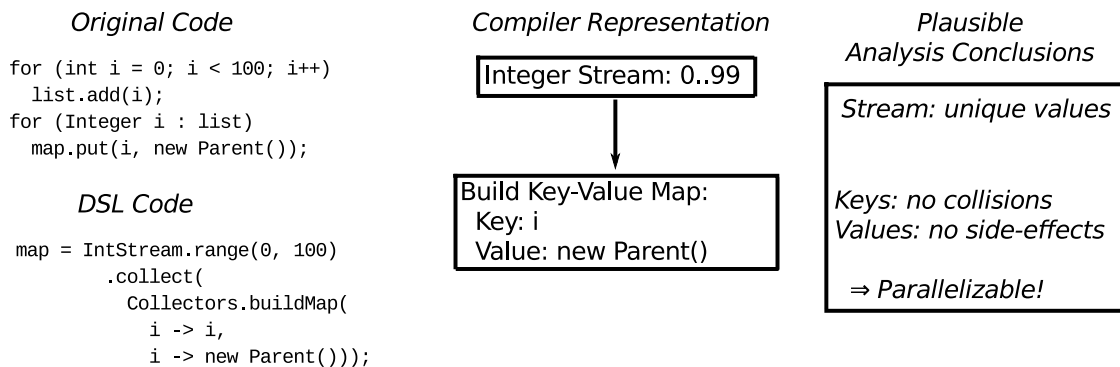 Original Code
for (int i = 0; i < 100; i++)
  list.add(i);
for (Integer i : list)
  map.put(i, new Parent());
DSL Code
map = IntStream.range(0, 100)
        .collect(
          Collectors.buildMap(
            i -> i,
            i -> new Parent()));
Compiler Representation
Integer Stream: 0..99
Build Key-Value Map:
  Key: i
  Value: new Parent()
Plausible
Analysis Conclusions
Stream: unique values
Keys: no collisions
Values: no side-effects
⇒ Parallelizable!